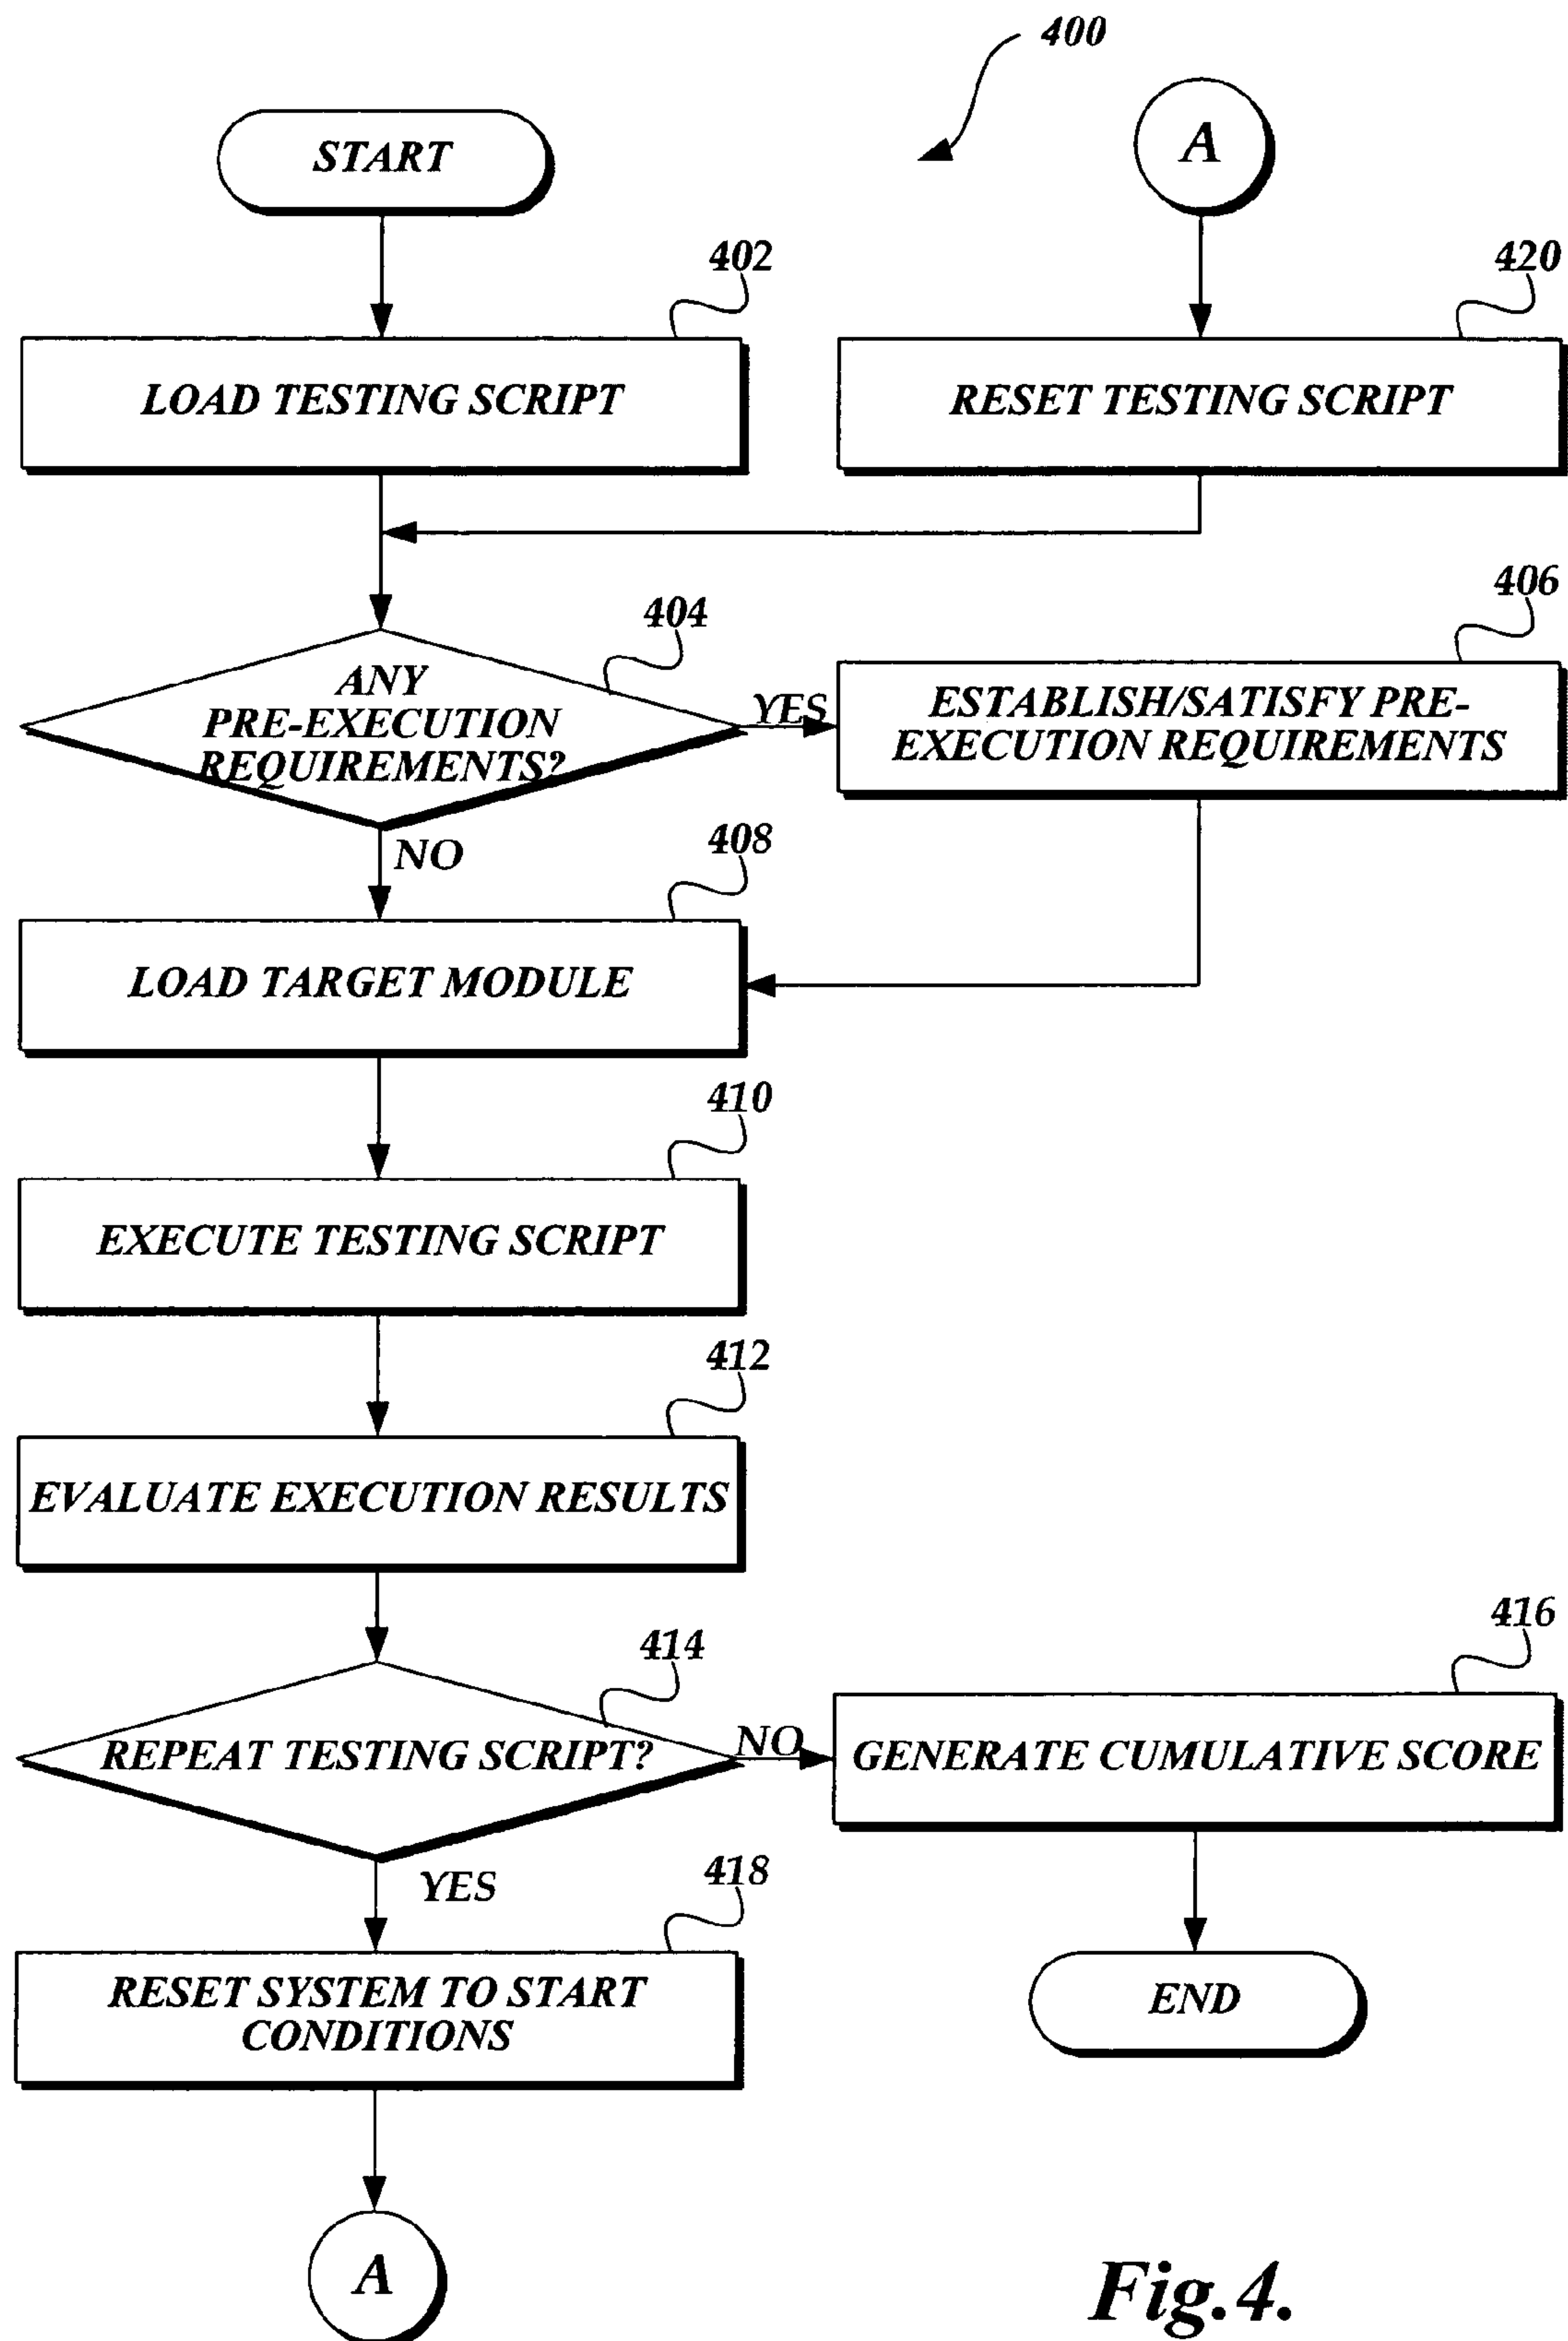 400
START
A
402
420
LOAD TESTING SCRIPT
RESET TESTING SCRIPT
404
406
ANY
PRE-EXECUTION
REQUIREMENTS?
YES
ESTABLISH/SATISFY PRE-
EXECUTION REQUIREMENTS
NO
408
LOAD TARGET MODULE
410
EXECUTE TESTING SCRIPT
412
EVALUATE EXECUTION RESULTS
414
416
REPEAT TESTING SCRIPT?
NO
GENERATE CUMULATIVE SCORE
YES
418
RESET SYSTEM TO START
CONDITIONS
END
A
Fig.4.